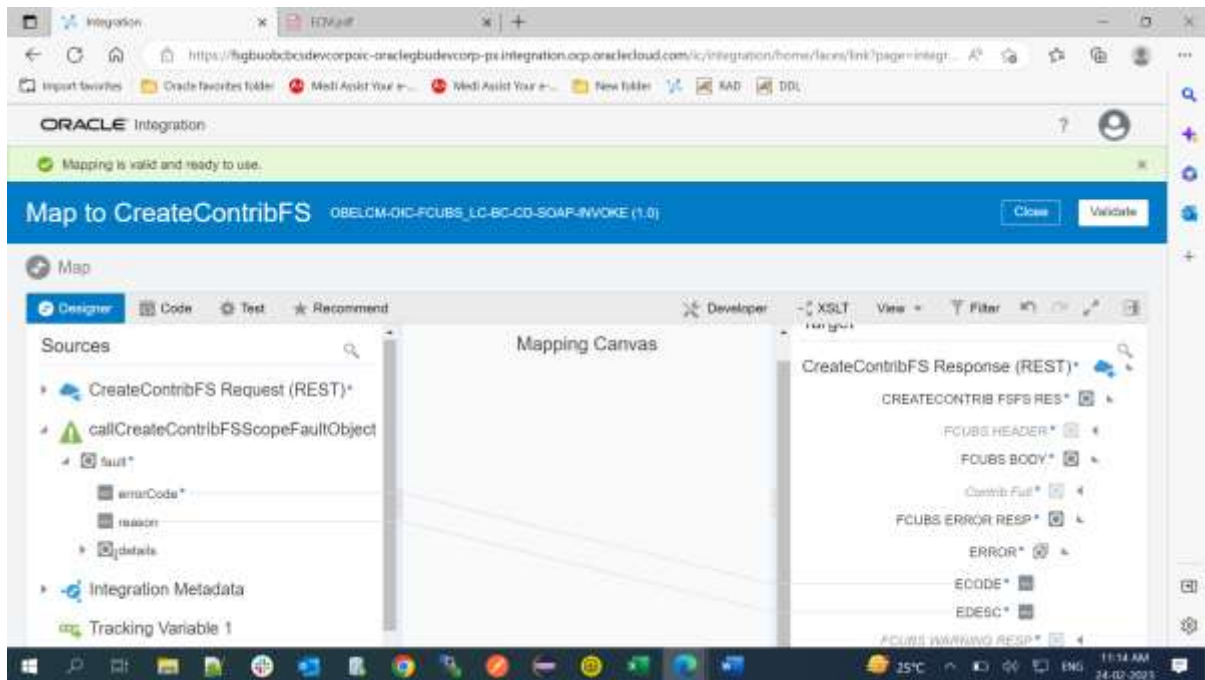 Integration
ECM.pdf
Import favorites
Oracle favorites folder
Medi Assist Your e-...
Medi Assist Your e-...
New folder
RAD
DDL
ORACLE Integration
?
Mapping is valid and ready to use.
Map to CreateContribFS OBELCM-OIC-FCUBS_LC-BC-CD-SOAP-INVOKE (1.0)
Close
Validate
Map
Designer
Code
Test
Recommend
Developer
XSLT
View
Filter
Sources
Mapping Canvas
Target
CreateContribFS Request (REST)*
CreateContribFS Response (REST)*
CREATECONTRIB FSFS RES*
callCreateContribFSScopeFaultObject
FCUBS HEADER*
fault*
FCUBS BODY*
errorCode*
Contrib Full*
reason
FCUBS ERROR RESP*
details
ERROR*
Integration Metadata
ECODE*
EDESC*
Tracking Variable 1
FCUBS WARNING RESP*
25°C
ENG
11:14 AM
24-02-2023